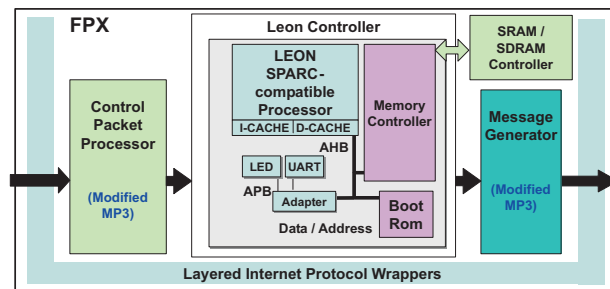 FPX
Leon Controller
SRAM /
SDRAM
Controller
LEON
SPARC-
compatible
Processor
I-CACHE D-CACHE
Memory
Controller
Control
Packet
Processor
(Modified
MP3)
Message
Generator
(Modified
MP3)
AHB
LED
UART
APB
Adapter
Boot
Rom
Data / Address
Layered Internet Protocol Wrappers